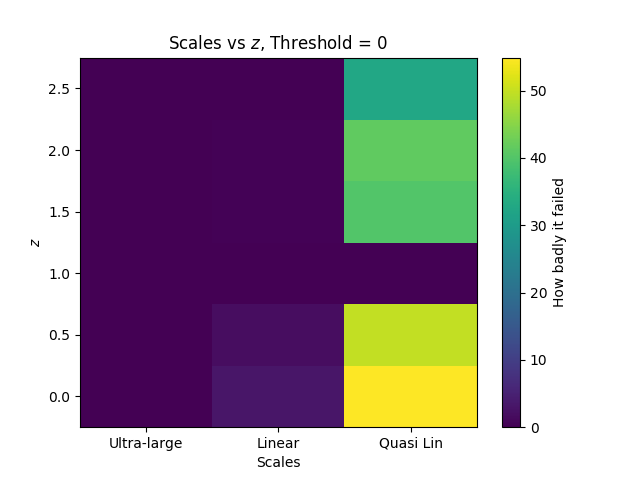 Scales vs z, Threshold = 0
2.5
2.0
1.5
1.0
0.5
0.0
z
Ultra-large
Linear
Quasi Lin
Scales
50
40
30
20
10
0
How badly it failed